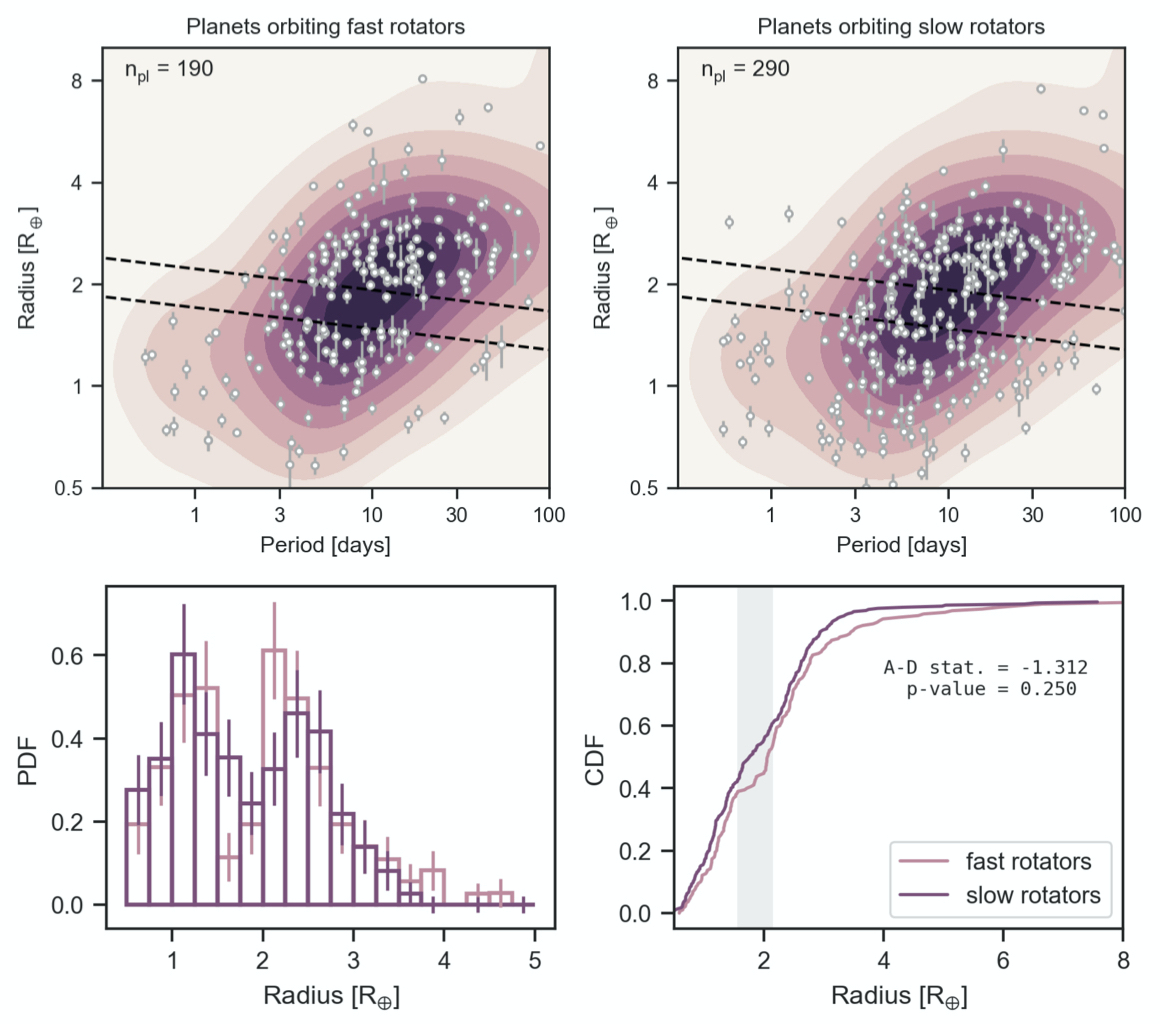 Planets orbiting fast rotators
n_pl = 190
8
4
2
1
0.5
Radius [R⊕]
1 3 10 30 100
Period [days]
Planets orbiting slow rotators
n_pl = 290
8
4
2
1
0.5
Radius [R⊕]
1 3 10 30 100
Period [days]
0.6
0.4
0.2
0.0
PDF
1 2 3 4 5
Radius [R⊕]
1.0
0.8
0.6
0.4
0.2
0.0
CDF
A-D stat. = -1.312
p-value = 0.250
fast rotators
slow rotators
2 4 6 8
Radius [R⊕]